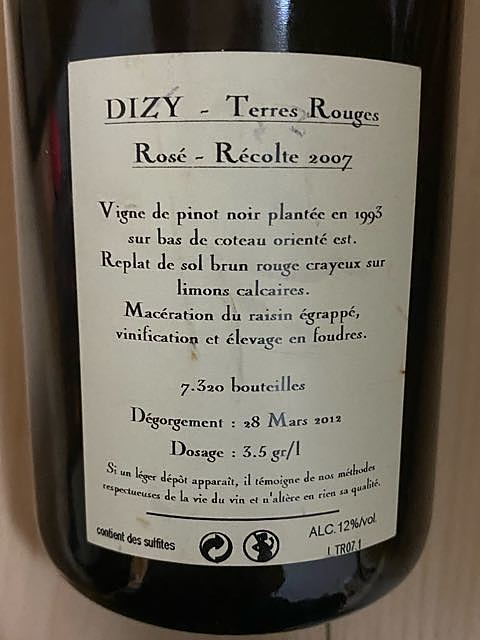 DIZY - Terres Rouges
Rosé - Récolte 2007
Vigne de pinot noir plantée en 1993
sur bas de coteau orienté est.
Replat de sol brun rouge crayeux sur
limons calcaires.
Macération du raisin égrappé,
vinification et élevage en foudres.
7.320 bouteilles
Dégorgement : 28 Mars 2012
Dosage : 3.5 gr/l
Si un léger dépôt apparaît, il témoigne de nos méthodes
respectueuses de la vie du vin et n'altère en rien sa qualité.
contient des sulfites
ALC.12%/vol.
L TR07.1